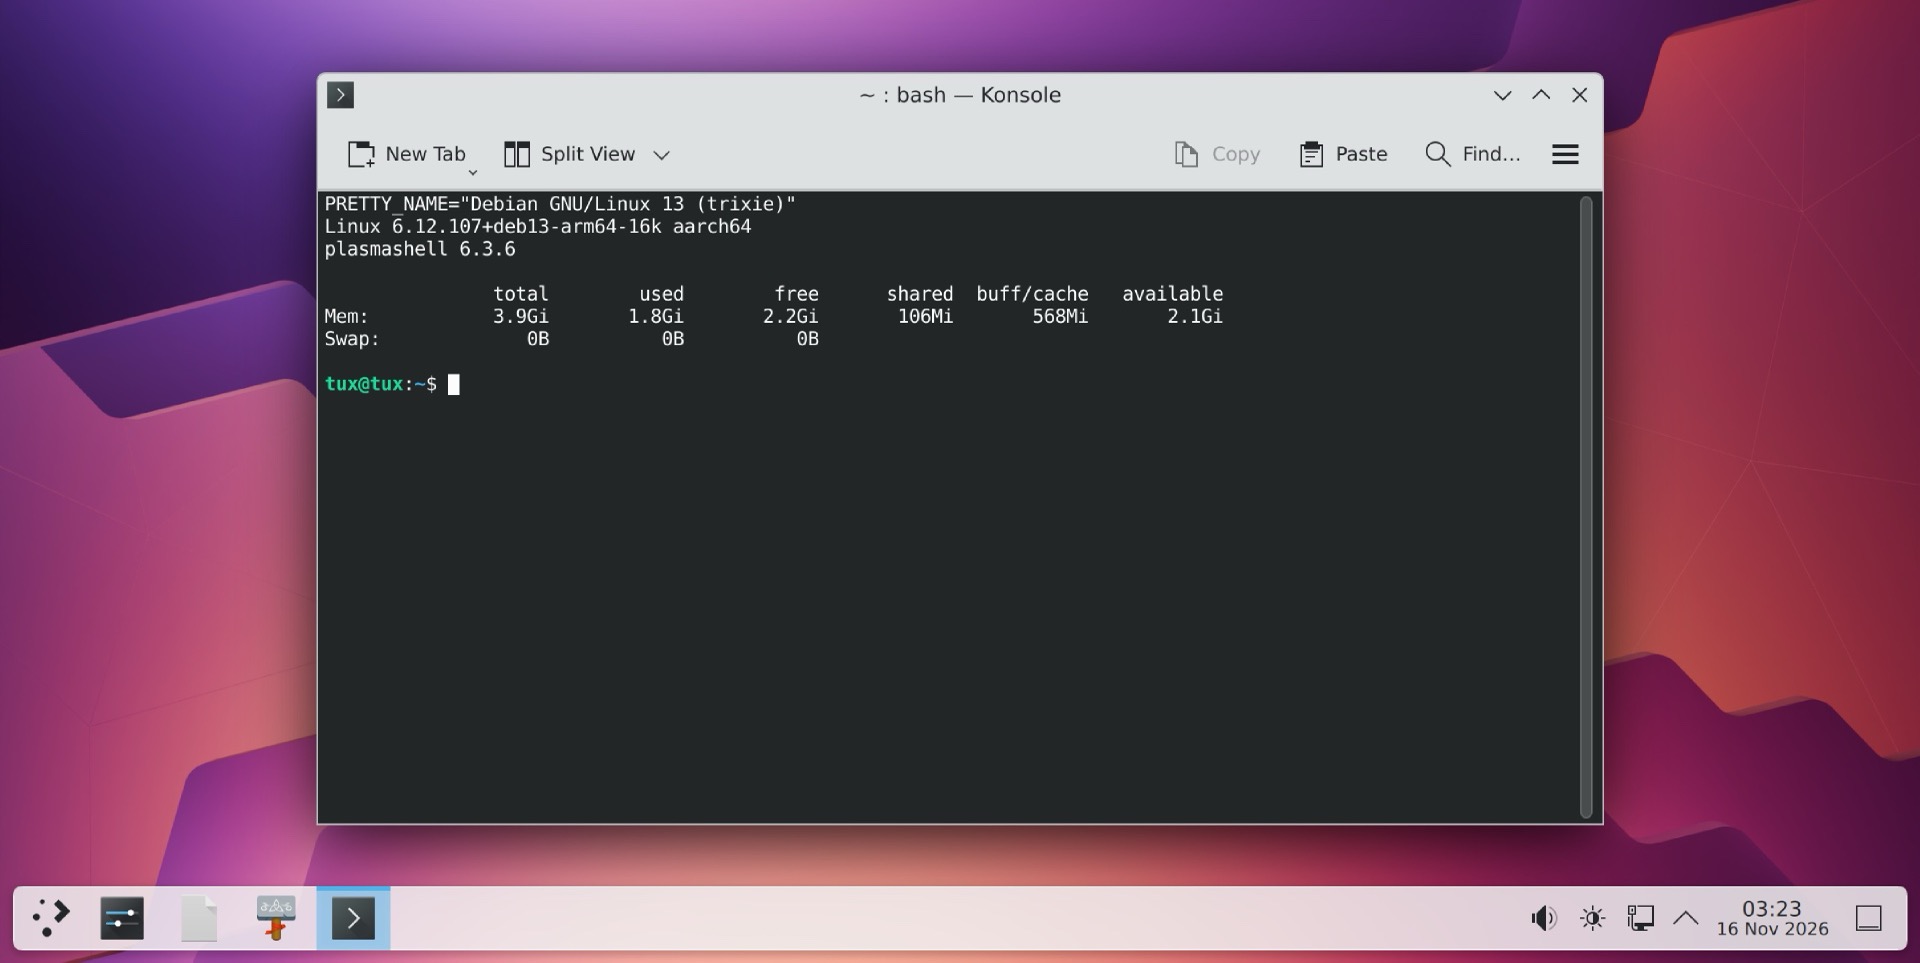 ~ : bash — Konsole
New Tab Split View Copy Paste Find...
PRETTY_NAME="Debian GNU/Linux 13 (trixie)"
Linux 6.12.107+deb13-arm64-16k aarch64
plasmashell 6.3.6
total used free shared buff/cache available
Mem: 3.9Gi 1.8Gi 2.2Gi 106Mi 568Mi 2.1Gi
Swap: 0B 0B 0B
tux@tux:~$
03:23
16 Nov 2026